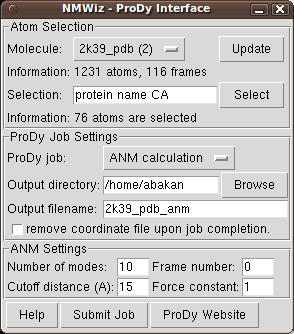 NMWiz - ProDy Interface
Atom Selection
Molecule: 2k39_pdb (2) Update
Information: 1231 atoms, 116 frames
Selection: protein name CA Select
Information: 76 atoms are selected
ProDy Job Settings
ProDy job: ANM calculation
Output directory: /home/abakan Browse
Output filename: 2k39_pdb_anm
remove coordinate file upon job completion.
ANM Settings
Number of modes: 10 Frame number: 0
Cutoff distance (A): 15 Force constant: 1
Help Submit Job ProDy Website